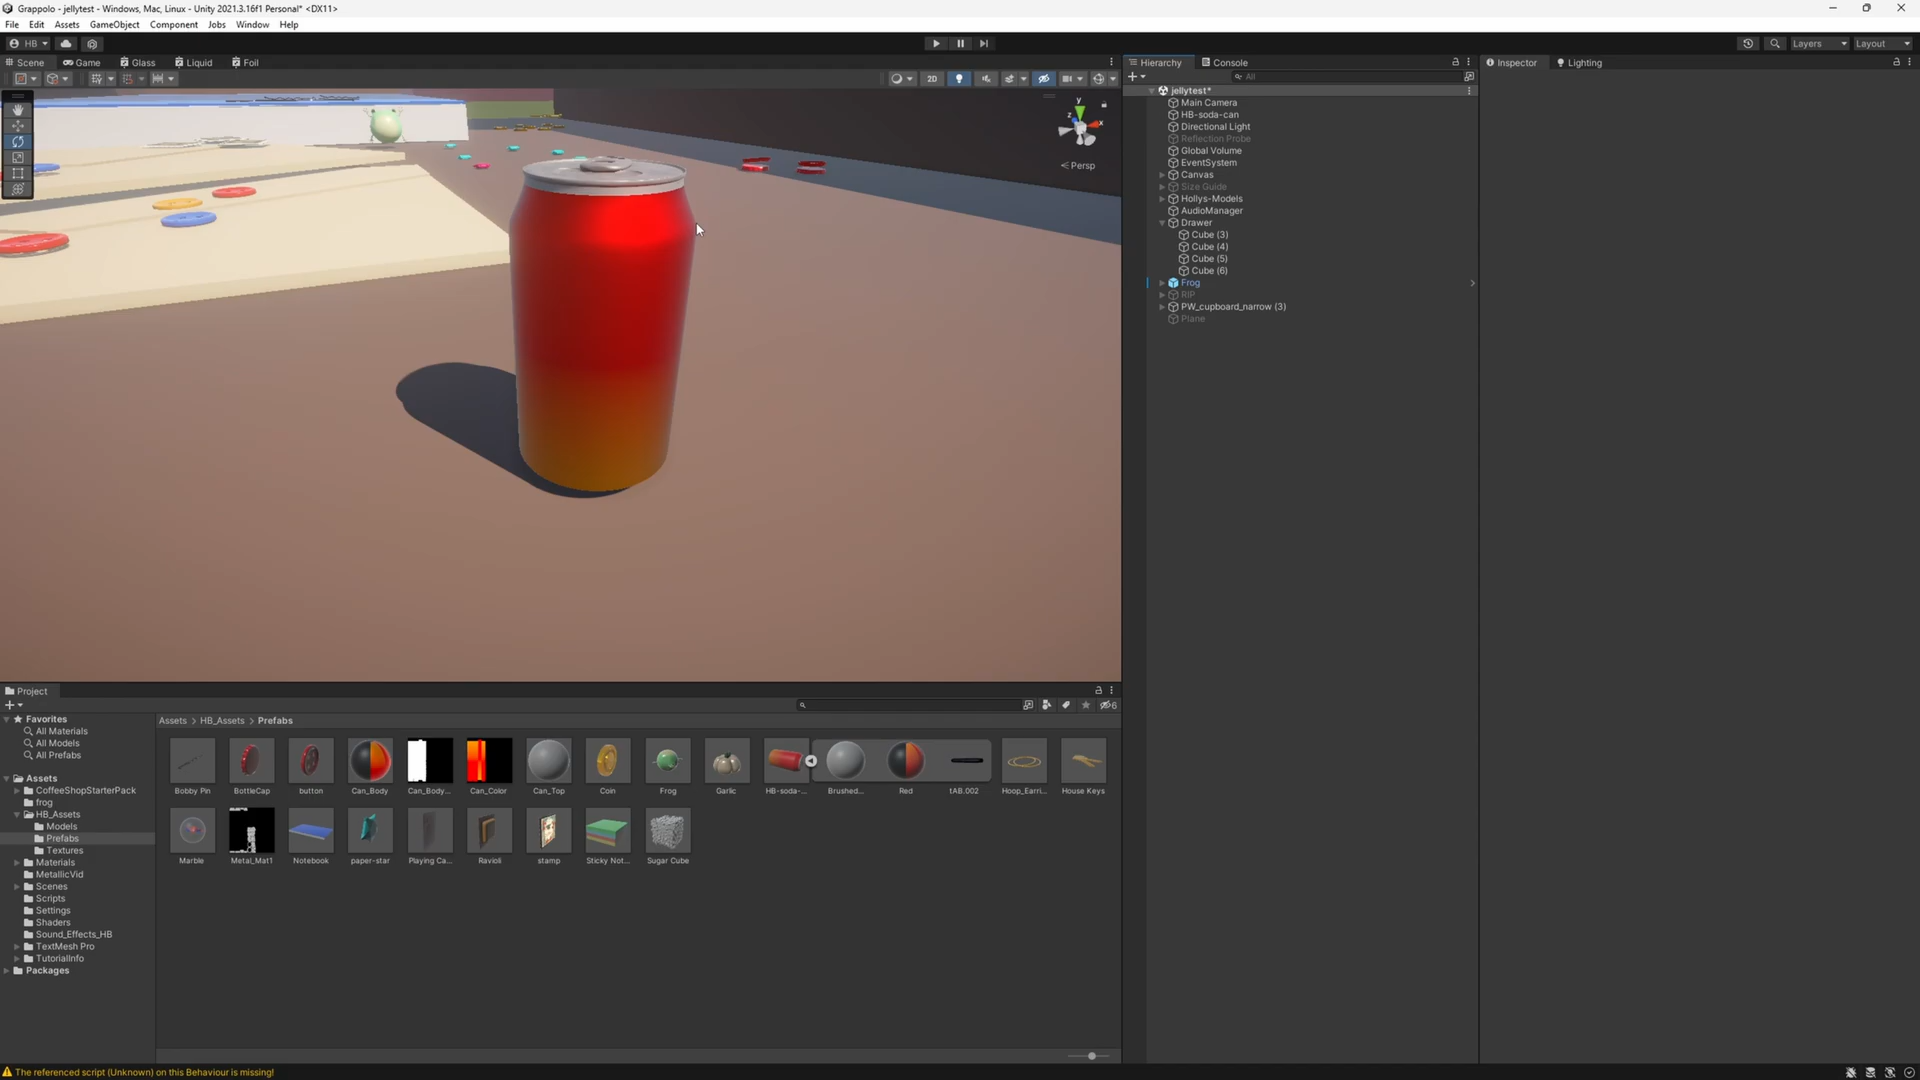 Grappolo - jellytest - Windows, Mac, Linux - Unity 2021.3.16f1 Personal* <DX11>
File Edit Assets GameObject Component Jobs Window Help
HB Layers Layout
Scene Game Glass Liquid Foil
2D
y
z x
Persp
Hierarchy Console
All
jellytest*
Main Camera
HB-soda-can
Directional Light
Reflection Probe
Global Volume
EventSystem
Canvas
Size Guide
Hollys-Models
AudioManager
Drawer
Cube (3)
Cube (4)
Cube (5)
Cube (6)
Frog
RIP
PW_cupboard_narrow (3)
Plane
Inspector Lighting
Project
6
Favorites
All Materials
All Models
All Prefabs
Assets
CoffeeShopStarterPack
frog
HB_Assets
Models
Prefabs
Textures
Materials
MetallicVid
Scenes
Scripts
Settings
Shaders
Sound_Effects_HB
TextMesh Pro
TutorialInfo
Packages
Assets > HB_Assets > Prefabs
Bobby Pin BottleCap button Can_Body Can_Body... Can_Color Can_Top Coin Frog Garlic HB-soda-... Brushed... Red tAB.002 Hoop_Earri... House Keys
Marble Metal_Mat1 Notebook paper-star Playing Ca... Ravioli stamp Sticky Not... Sugar Cube
The referenced script (Unknown) on this Behaviour is missing!